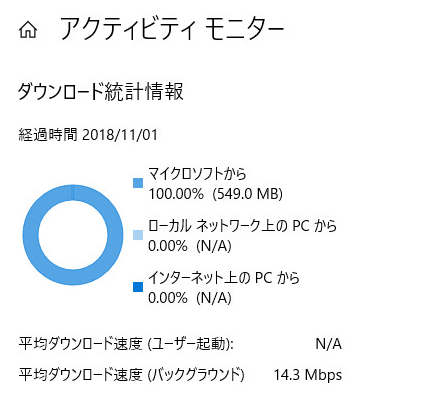 アクティビティ モニター
ダウンロード統計情報
経過時間 2018/11/01
マイクロソフトから
100.00% (549.0 MB)
ローカル ネットワーク上の PC から
0.00% (N/A)
インターネット上の PC から
0.00% (N/A)
平均ダウンロード速度 (ユーザー起動): N/A
平均ダウンロード速度 (バックグラウンド) 14.3 Mbps